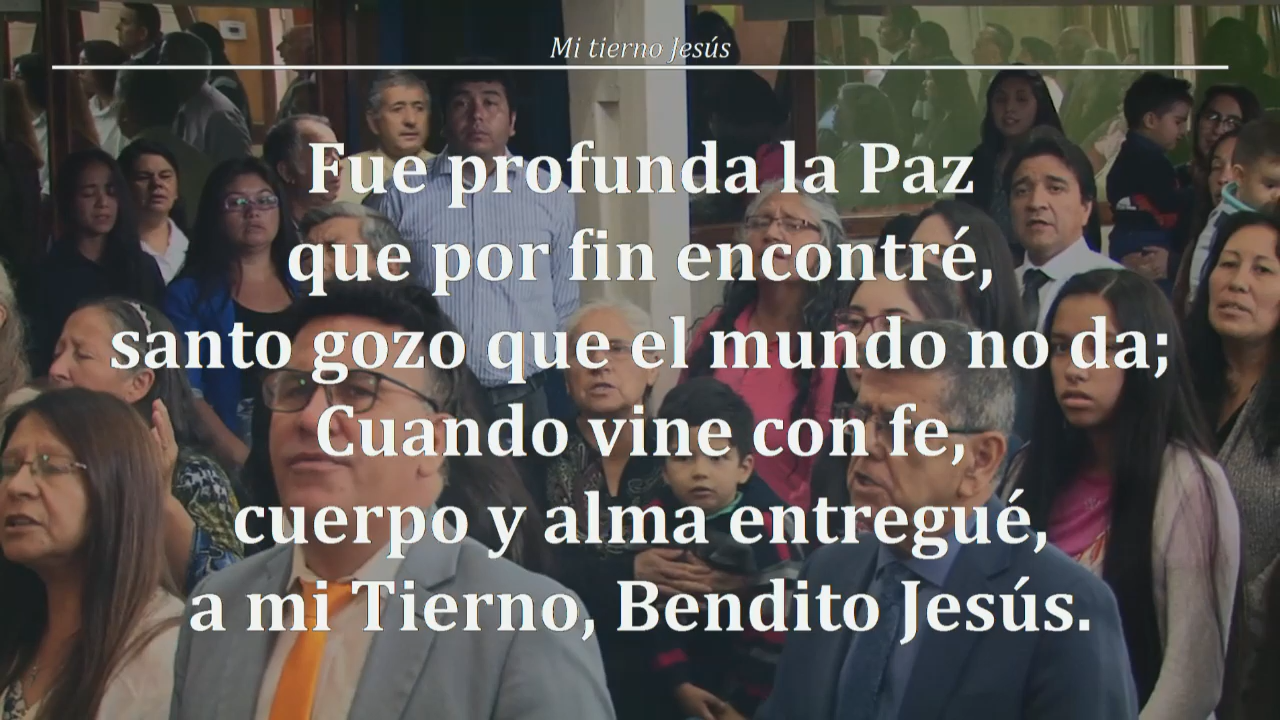 Mi tierno Jesús
Fue profunda la Paz
que por fin encontré,
santo gozo que el mundo no da;
Cuando vine con fe,
cuerpo y alma entregué,
a mi Tierno, Bendito Jesús.